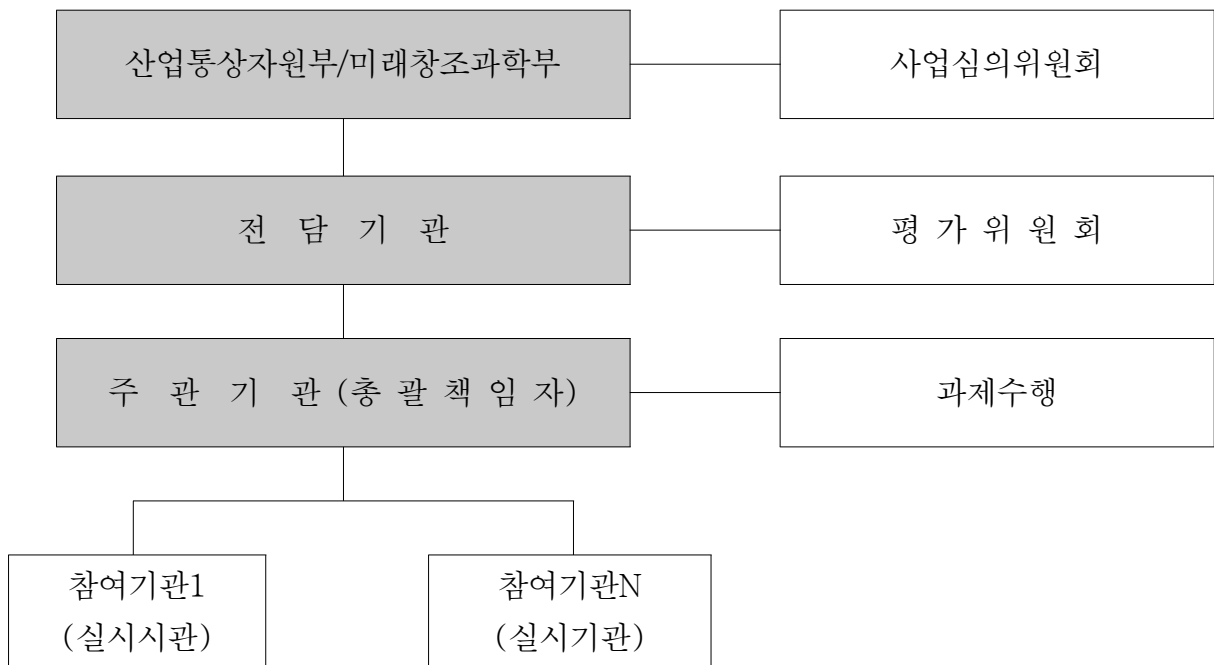 산업통상자원부/미래창조과학부
사업심의위원회
전 담 기 관
평 가 위 원 회
주 관 기 관 (총 괄 책 임 자)
과제수행
참여기관1
(실시시관)
참여기관N
(실시기관)